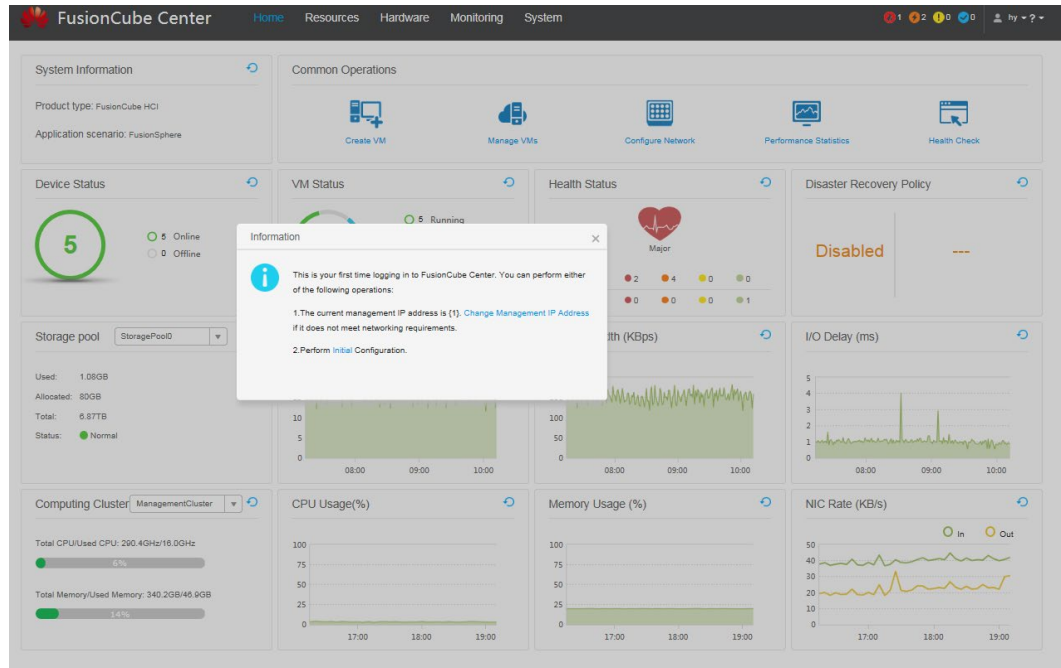 FusionCube Center Home Resources Hardware Monitoring System 1 2 0 0 hy ?
System Information
Product type: FusionCube HCI
Application scenario: FusionSphere
Common Operations
Create VM Manage VMs Configure Network Performance Statistics Health Check
Device Status
5
5 Online
0 Offline
VM Status
5 Running
Health Status
Major
2 4 0 0
0 0 0 1
Disaster Recovery Policy
Disabled ---
Information
This is your first time logging in to FusionCube Center. You can perform either
of the following operations:
1.The current management IP address is {1}. Change Management IP Address
if it does not meet networking requirements.
2.Perform Initial Configuration.
Storage pool StoragePool0
Used: 1.08GB
Allocated: 80GB
Total: 6.87TB
Status: Normal
10
5
0
08:00 09:00 10:00
(KBps)
100
50
0
08:00 09:00 10:00
I/O Delay (ms)
5
4
3
2
1
0
08:00 09:00 10:00
Computing Cluster ManagementCluster
Total CPU/Used CPU: 290.4GHz/16.0GHz
6%
Total Memory/Used Memory: 340.2GB/46.9GB
14%
CPU Usage(%)
100
75
50
25
0
17:00 18:00 19:00
Memory Usage (%)
100
75
50
25
0
17:00 18:00 19:00
NIC Rate (KB/s)
In Out
50
40
30
20
10
0
17:00 18:00 19:00